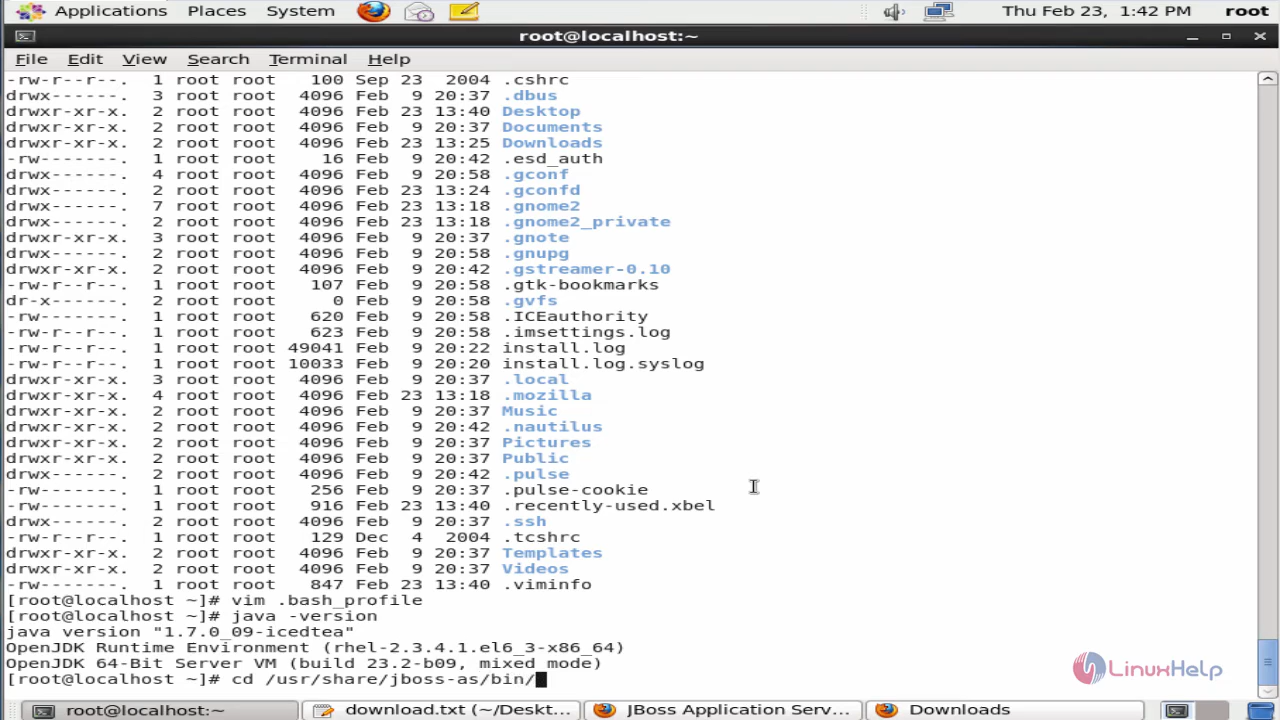 Applications Places System Thu Feb 23, 1:42 PM root
root@localhost:~
File Edit View Search Terminal Help
-rw-r--r--. 1 root root 100 Sep 23 2004 .cshrc
drwx------. 3 root root 4096 Feb 9 20:37 .dbus
drwxr-xr-x. 2 root root 4096 Feb 23 13:40 Desktop
drwxr-xr-x. 2 root root 4096 Feb 9 20:37 Documents
drwxr-xr-x. 2 root root 4096 Feb 23 13:25 Downloads
-rw-------. 1 root root 16 Feb 9 20:42 .esd_auth
drwx------. 4 root root 4096 Feb 9 20:58 .gconf
drwx------. 2 root root 4096 Feb 23 13:24 .gconfd
drwx------. 7 root root 4096 Feb 23 13:18 .gnome2
drwx------. 2 root root 4096 Feb 23 13:18 .gnome2_private
drwxr-xr-x. 3 root root 4096 Feb 9 20:37 .gnote
drwx------. 2 root root 4096 Feb 9 20:58 .gnupg
drwxr-xr-x. 2 root root 4096 Feb 9 20:42 .gstreamer-0.10
-rw-r--r--. 1 root root 107 Feb 9 20:58 .gtk-bookmarks
dr-x------. 2 root root 0 Feb 9 20:58 .gvfs
-rw-------. 1 root root 620 Feb 9 20:58 .ICEauthority
-rw-r--r--. 1 root root 623 Feb 9 20:58 .imsettings.log
-rw-r--r--. 1 root root 49041 Feb 9 20:22 install.log
-rw-r--r--. 1 root root 10033 Feb 9 20:20 install.log.syslog
drwxr-xr-x. 3 root root 4096 Feb 9 20:37 .local
drwxr-xr-x. 4 root root 4096 Feb 23 13:18 .mozilla
drwxr-xr-x. 2 root root 4096 Feb 9 20:37 Music
drwxr-xr-x. 2 root root 4096 Feb 9 20:42 .nautilus
drwxr-xr-x. 2 root root 4096 Feb 9 20:37 Pictures
drwxr-xr-x. 2 root root 4096 Feb 9 20:37 Public
drwx------. 2 root root 4096 Feb 9 20:42 .pulse
-rw-------. 1 root root 256 Feb 9 20:37 .pulse-cookie
-rw-------. 1 root root 916 Feb 23 13:40 .recently-used.xbel
drwx------. 2 root root 4096 Feb 9 20:37 .ssh
-rw-r--r--. 1 root root 129 Dec 4 2004 .tcshrc
drwxr-xr-x. 2 root root 4096 Feb 9 20:37 Templates
drwxr-xr-x. 2 root root 4096 Feb 9 20:37 Videos
-rw-------. 1 root root 847 Feb 23 13:40 .viminfo
[root@localhost ~]# vim .bash_profile
[root@localhost ~]# java -version
java version "1.7.0_09-icedtea"
OpenJDK Runtime Environment (rhel-2.3.4.1.el6_3-x86_64)
OpenJDK 64-Bit Server VM (build 23.2-b09, mixed mode)
[root@localhost ~]# cd /usr/share/jboss-as/bin/
LinuxHelp
root@localhost:~ download.txt (~/Deskt... JBoss Application Serv... Downloads